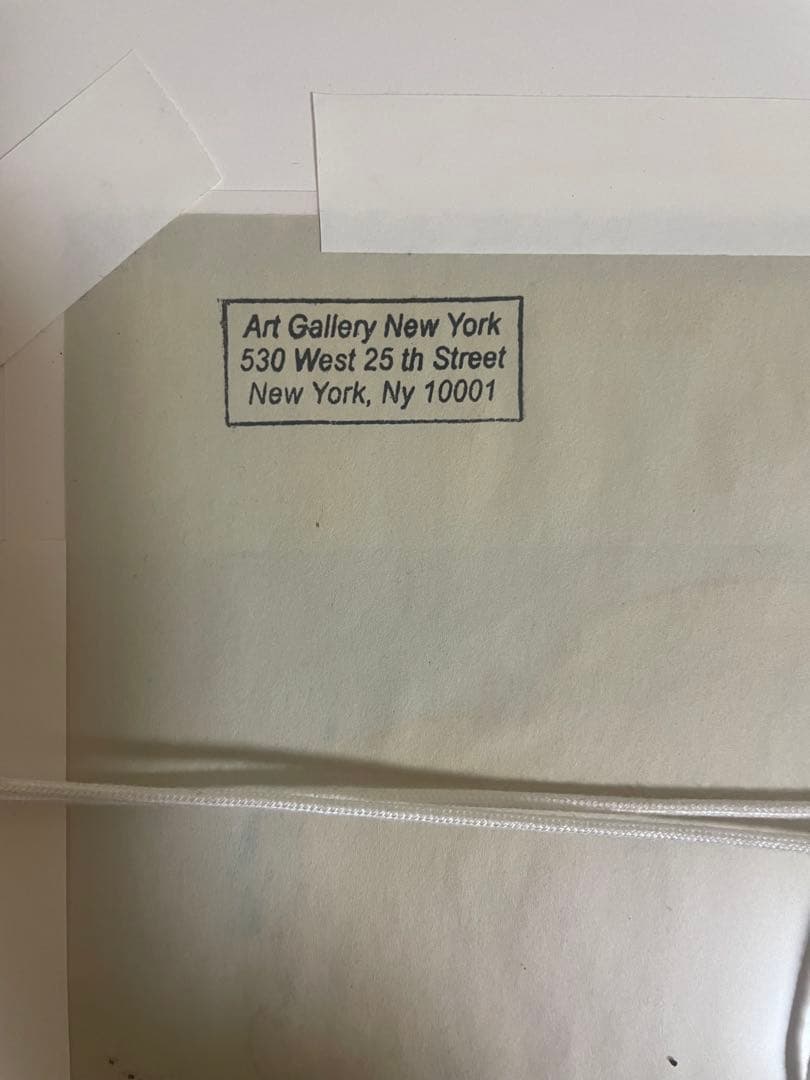 Art Gallery New York
530 West 25 th Street
New York, Ny 10001